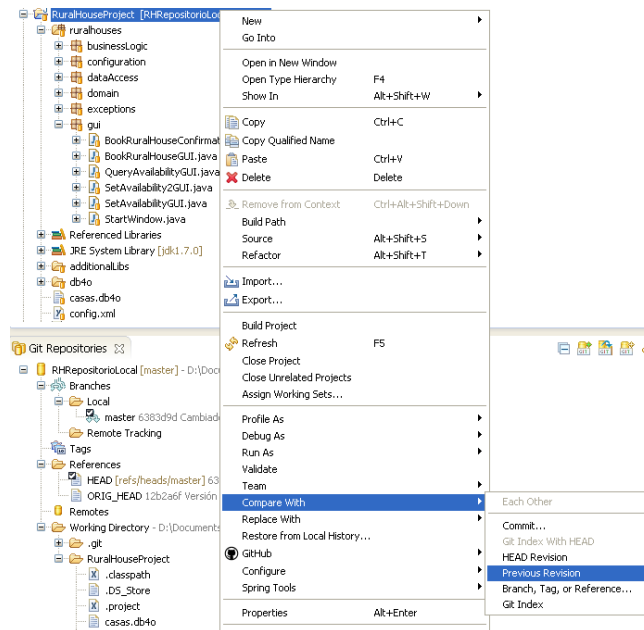 RuralHouseProject [RHRepositorioLo
ruralhouses
businessLogic
configuration
dataAccess
domain
exceptions
gui
BookRuralHouseConfirmat
BookRuralHouseGUI.java
QueryAvailabilityGUI.java
SetAvailability2GUI.java
SetAvailabilityGUI.java
StartWindow.java
Referenced Libraries
JRE System Library [jdk1.7.0]
additionalLibs
db4o
casas.db4o
config.xml
New
Go Into
Open in New Window
Open Type Hierarchy F4
Show In Alt+Shift+W
Copy Ctrl+C
Copy Qualified Name
Paste Ctrl+V
Delete Delete
Remove from Context Ctrl+Alt+Shift+Down
Build Path
Source Alt+Shift+S
Refactor Alt+Shift+T
Import...
Export...
Build Project
Refresh F5
Close Project
Close Unrelated Projects
Assign Working Sets...
Profile As
Debug As
Run As
Validate
Team
Compare With
Replace With
Restore from Local History...
GitHub
Configure
Spring Tools
Properties Alt+Enter
Each Other
Commit...
Git Index With HEAD
HEAD Revision
Previous Revision
Branch, Tag, or Reference...
Git Index
Git Repositories
RHRepositorioLocal [master] - D:\Docu
Branches
Local
master 6383d9d Cambiad
Remote Tracking
Tags
References
HEAD [refs/heads/master] 63
ORIG_HEAD 12b2a6f Versión
Remotes
Working Directory - D:\Documents
.git
RuralHouseProject
.classpath
.DS_Store
.project
casas.db4o